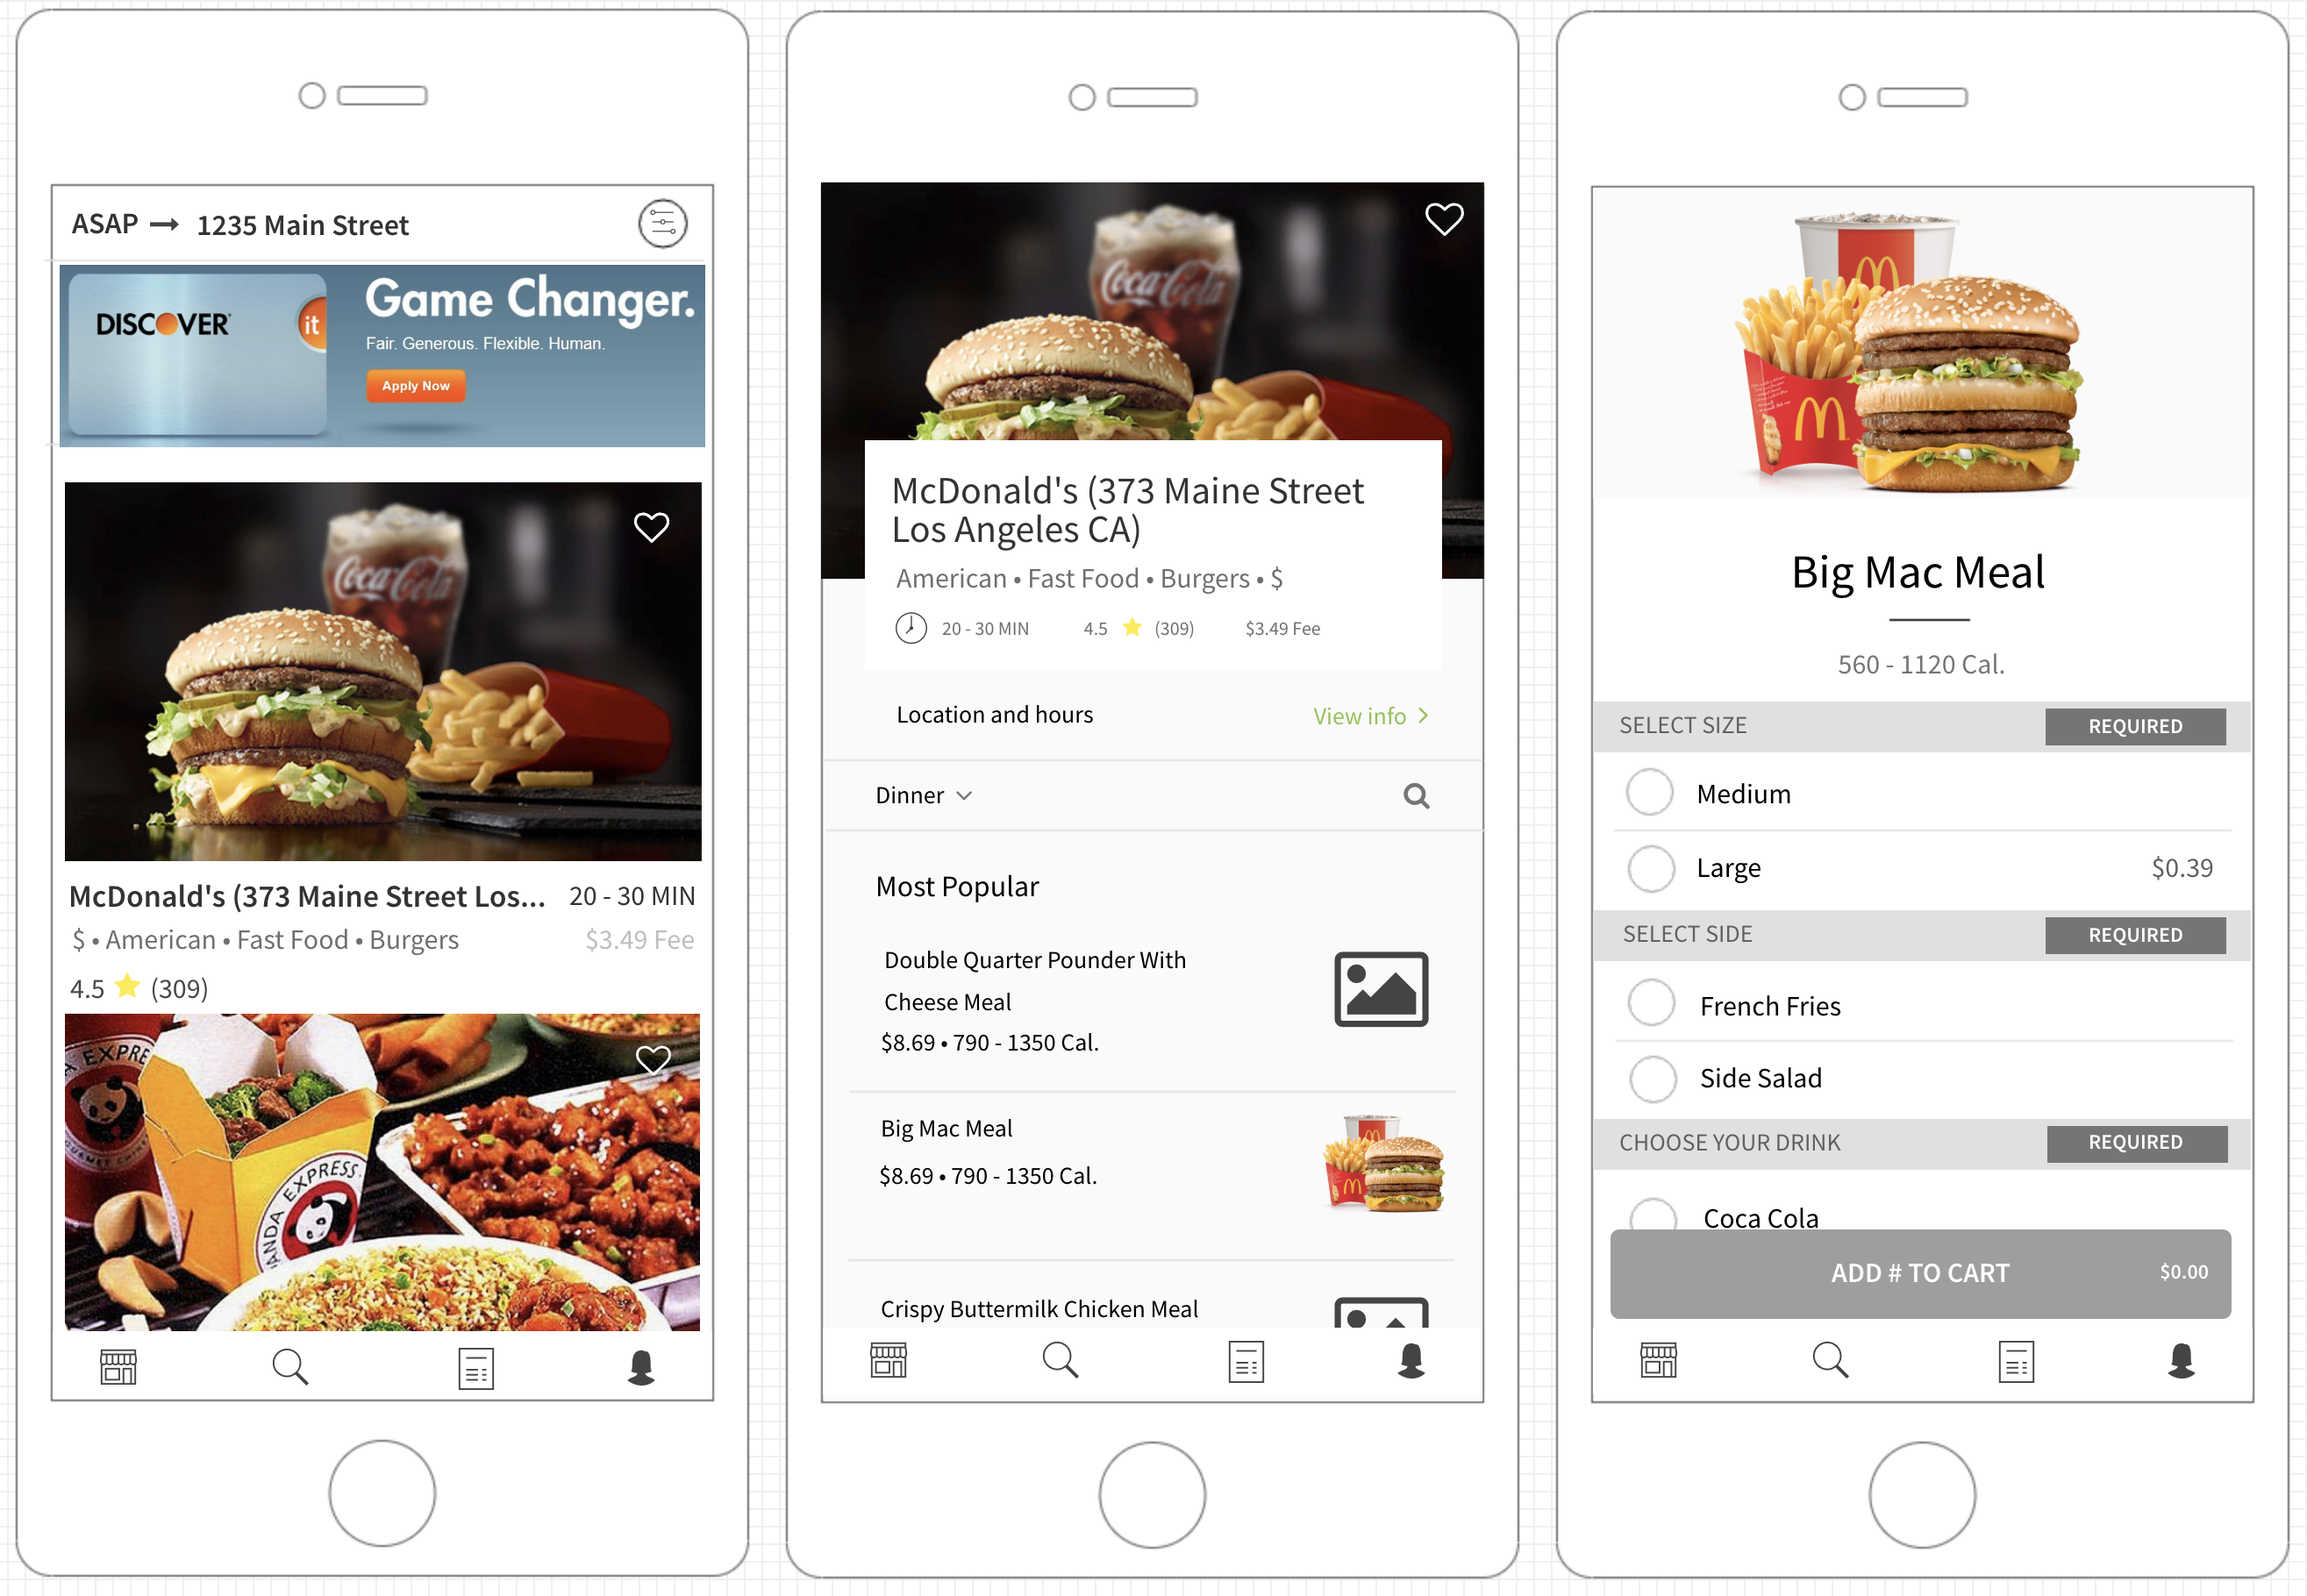 ASAP → 1235 Main Street
DISCOVER
it
Game Changer.
Fair. Generous. Flexible. Human.
Apply Now
Coca-Cola
McDonald's (373 Maine Street Los...
20 - 30 MIN
$ • American • Fast Food • Burgers
$3.49 Fee
4.5 (309)
EXPRE
PANDA EXPRESS
Coca-Cola
McDonald's (373 Maine Street
Los Angeles CA)
American • Fast Food • Burgers • $
20 - 30 MIN
4.5 (309)
$3.49 Fee
Location and hours
View info >
Dinner
Most Popular
Double Quarter Pounder With
Cheese Meal
$8.69 • 790 - 1350 Cal.
Big Mac Meal
$8.69 • 790 - 1350 Cal.
Crispy Buttermilk Chicken Meal
Big Mac Meal
560 - 1120 Cal.
SELECT SIZE
REQUIRED
Medium
Large
$0.39
SELECT SIDE
REQUIRED
French Fries
Side Salad
CHOOSE YOUR DRINK
REQUIRED
Coca Cola
ADD # TO CART
$0.00